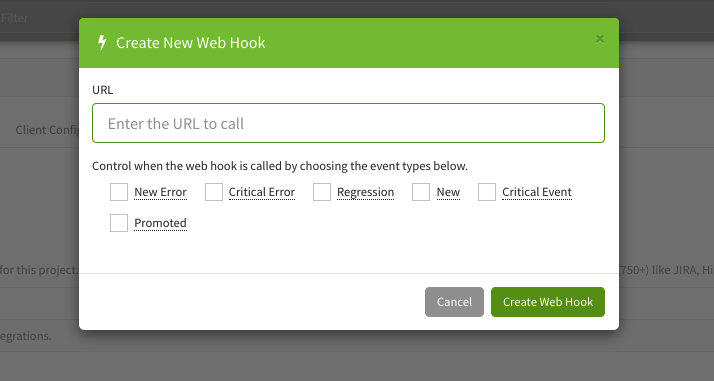 Filter
Create New Web Hook ×
URL
Client Config
Enter the URL to call
Control when the web hook is called by choosing the event types below.
New Error Critical Error Regression New Critical Event
Promoted
for this project. (750+) like JIRA, Hi
Cancel Create Web Hook
egrations.